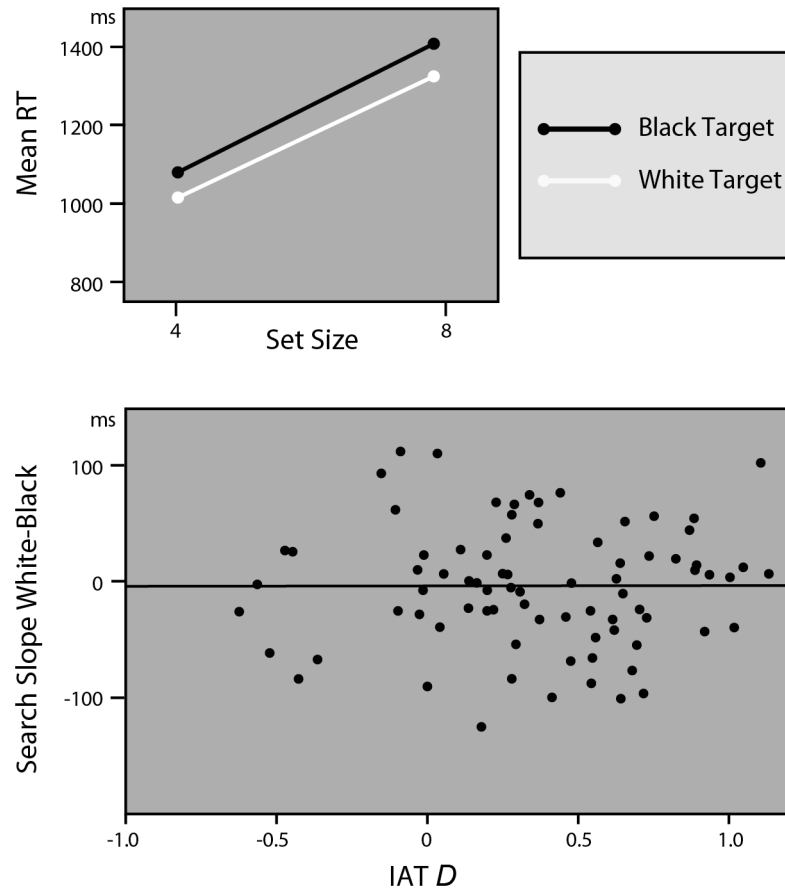 ms
1400
1200
1000
800
Mean RT
4
8
Set Size
Black Target
White Target
ms
100
0
-100
Search Slope White-Black
-1.0
-0.5
0
0.5
1.0
IAT D